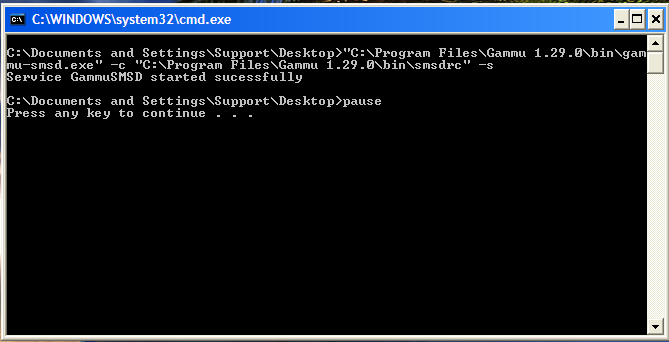 C:\WINDOWS\system32\cmd.exe
C:\Documents and Settings\Support\Desktop>"C:\Program Files\Gammu 1.29.0\bin\gam
mu-smsd.exe" -c "C:\Program Files\Gammu 1.29.0\bin\smsdrc" -s
Service GammuSMSD started sucessfully
C:\Documents and Settings\Support\Desktop>pause
Press any key to continue . . .